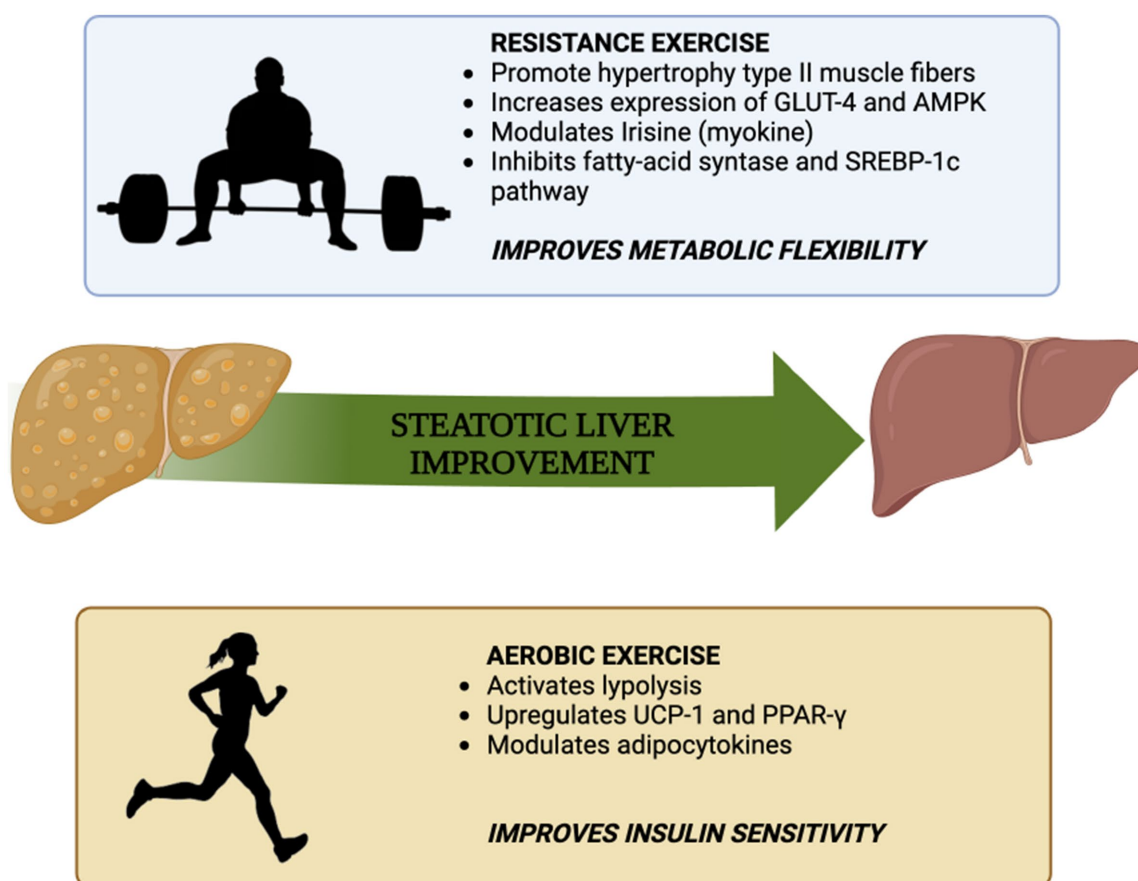 RESISTANCE EXERCISE
• Promote hypertrophy type II muscle fibers
• Increases expression of GLUT-4 and AMPK
• Modulates Irisine (myokine)
• Inhibits fatty-acid syntase and SREBP-1c
pathway
IMPROVES METABOLIC FLEXIBILITY
STEATOTIC LIVER
IMPROVEMENT
AEROBIC EXERCISE
• Activates lypolysis
• Upregulates UCP-1 and PPAR-γ
• Modulates adipocytokines
IMPROVES INSULIN SENSITIVITY